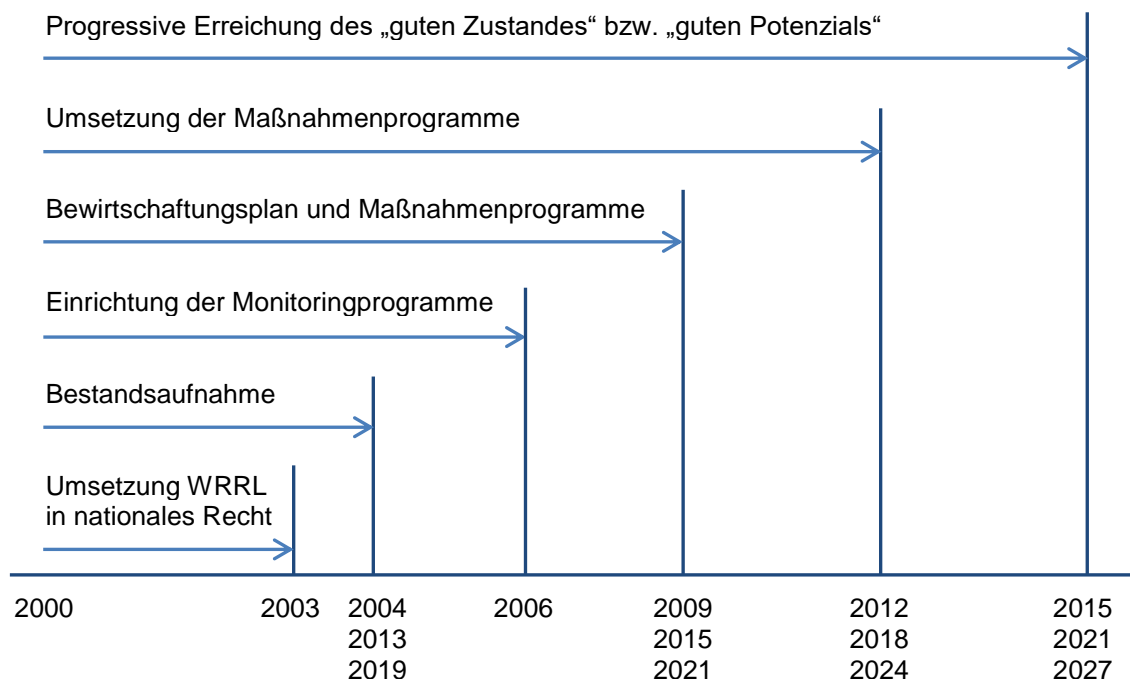 Progressive Erreichung des „guten Zustandes“ bzw. „guten Potenzials“
Umsetzung der Maßnahmenprogramme
Bewirtschaftungsplan und Maßnahmenprogramme
Einrichtung der Monitoringprogramme
Bestandsaufnahme
Umsetzung WRRL
in nationales Recht
2000 2003 2004 2006 2009 2012 2015
2013 2015 2018 2021
2019 2021 2024 2027